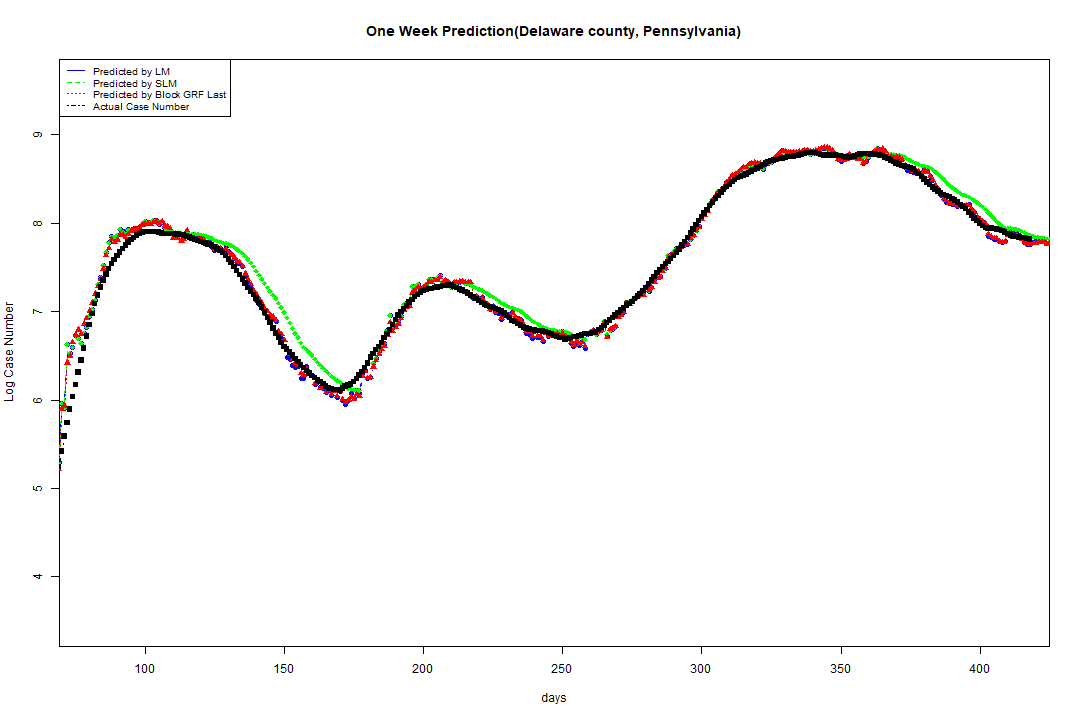 One Week Prediction(Delaware county, Pennsylvania)
Predicted by LM
Predicted by SLM
Predicted by Block GRF Last
Actual Case Number
9
8
7
6
5
4
Log Case Number
100 150 200 250 300 350 400
days